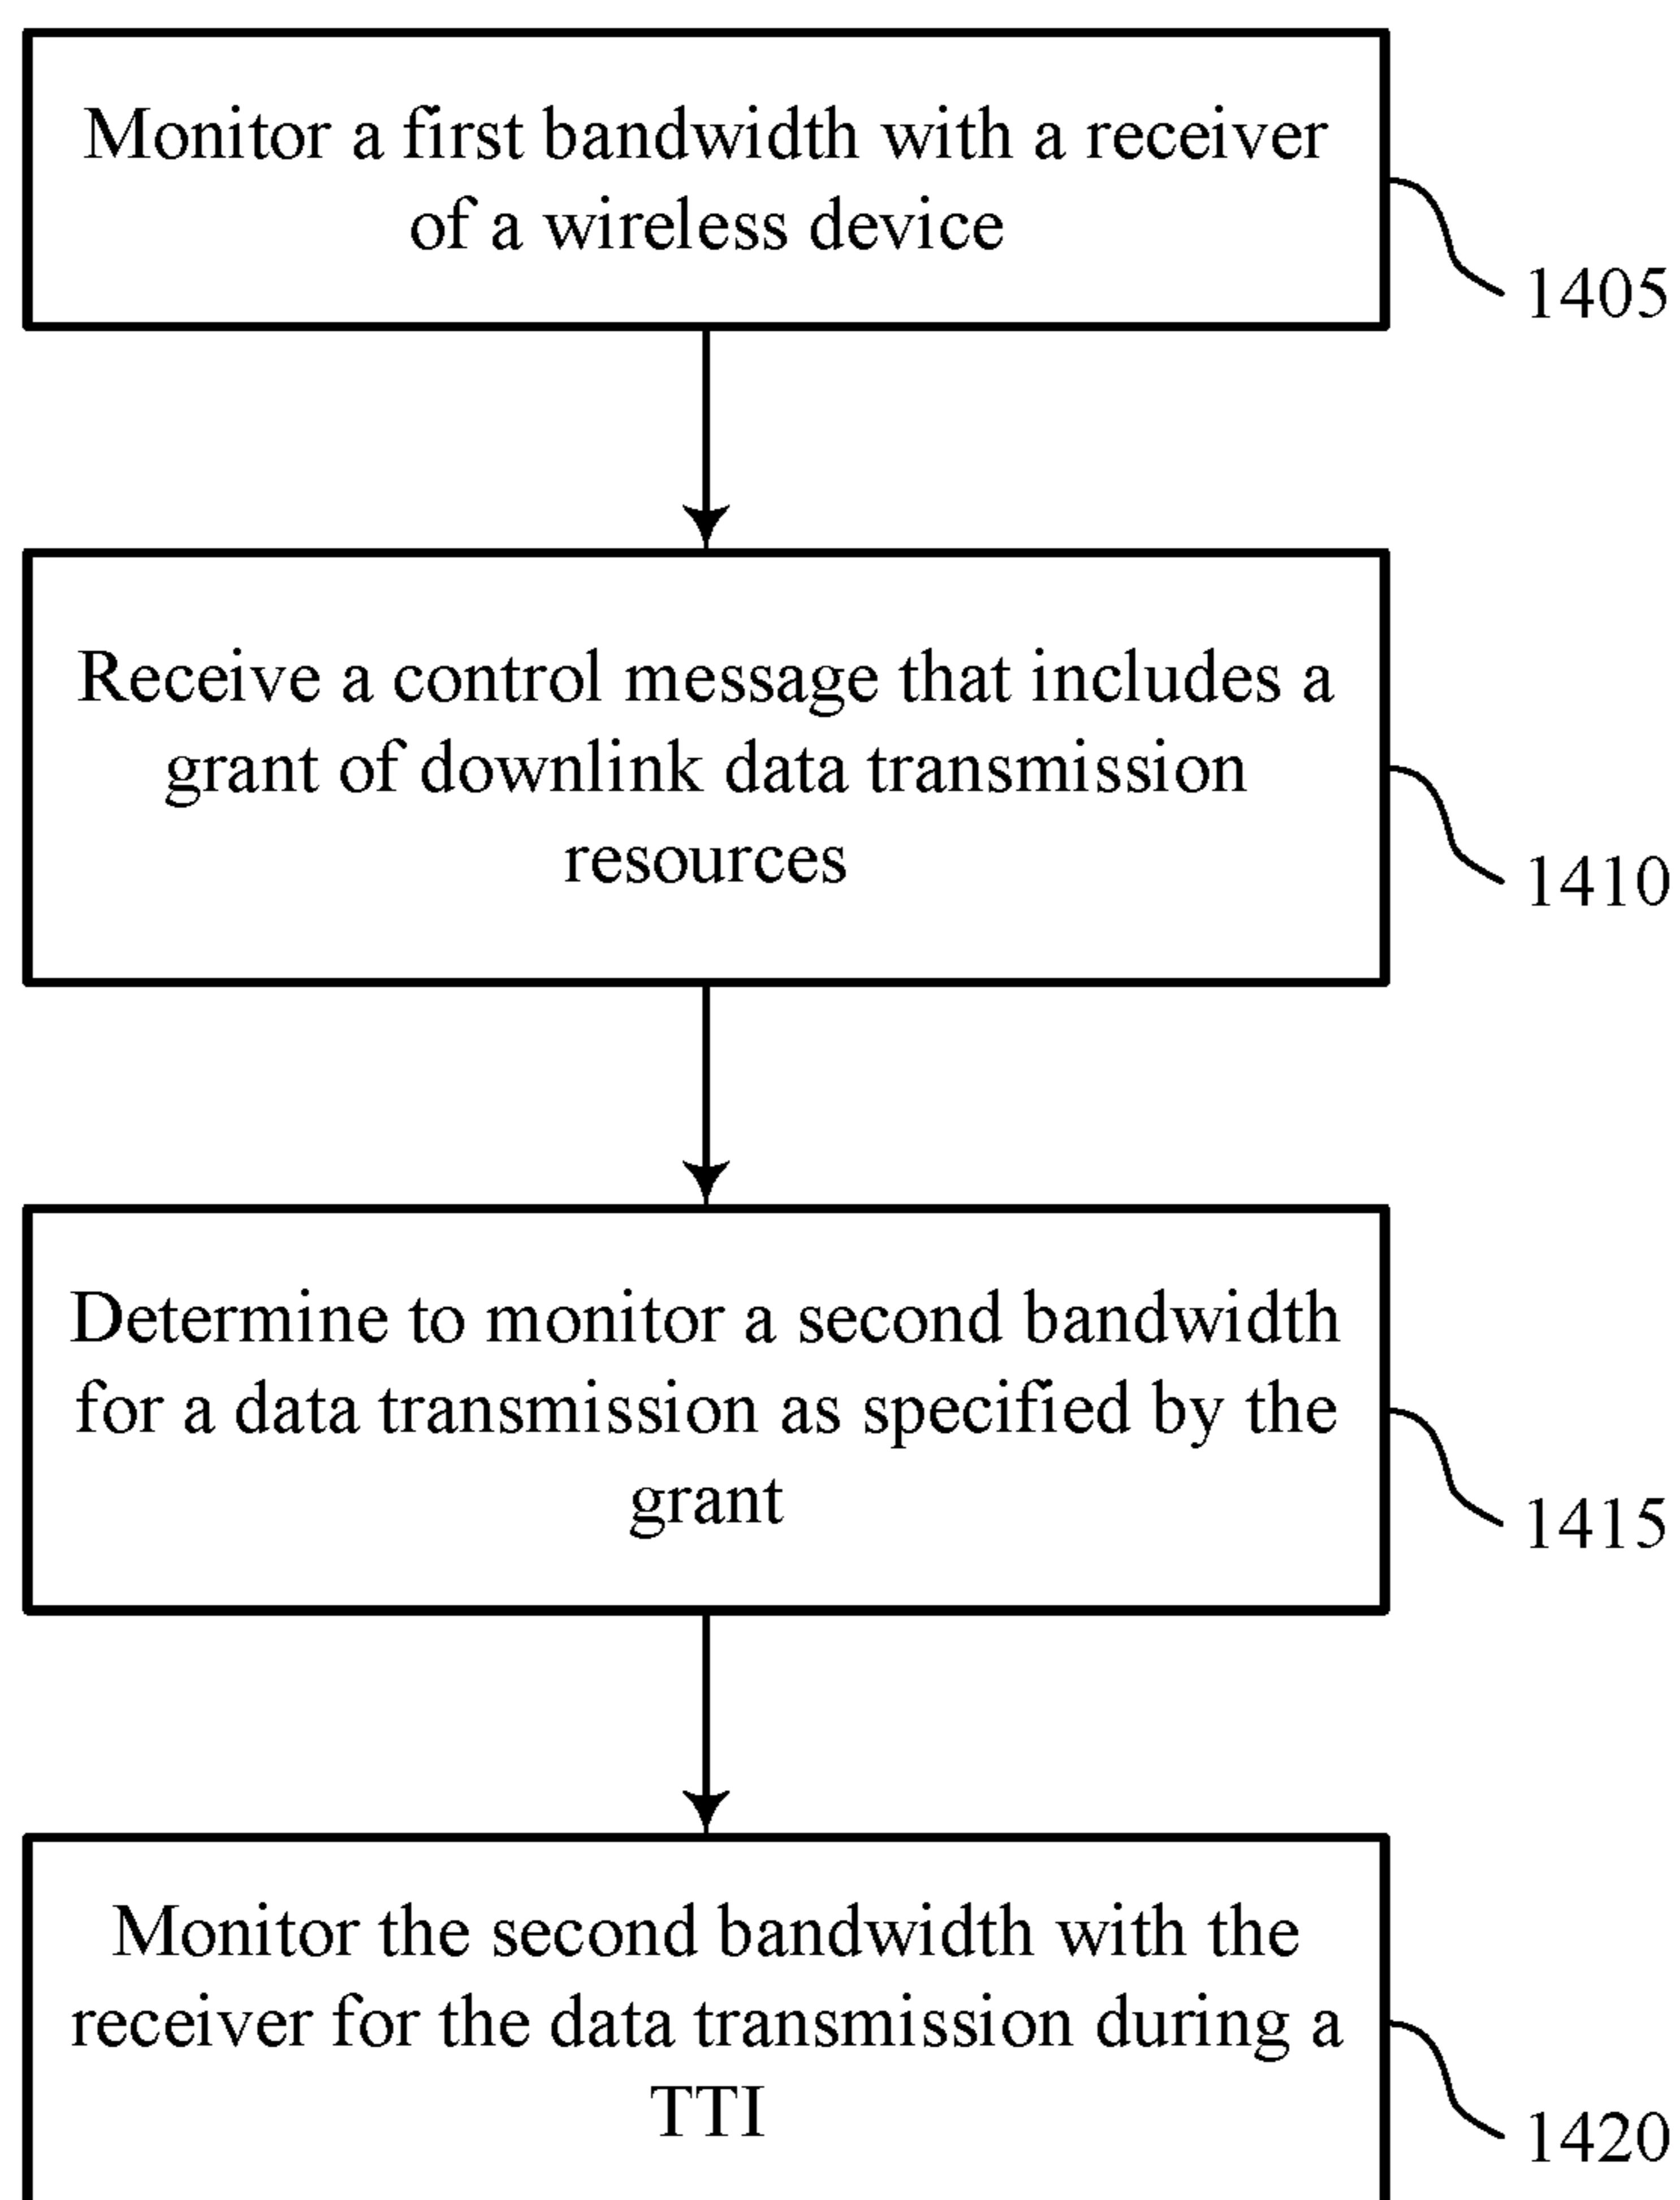 Monitor a first bandwidth with a receiver
of a wireless device
1405
Receive a control message that includes a
grant of downlink data transmission
resources
1410
Determine to monitor a second bandwidth
for a data transmission as specified by the
grant
1415
Monitor the second bandwidth with the
receiver for the data transmission during a
TTI
1420